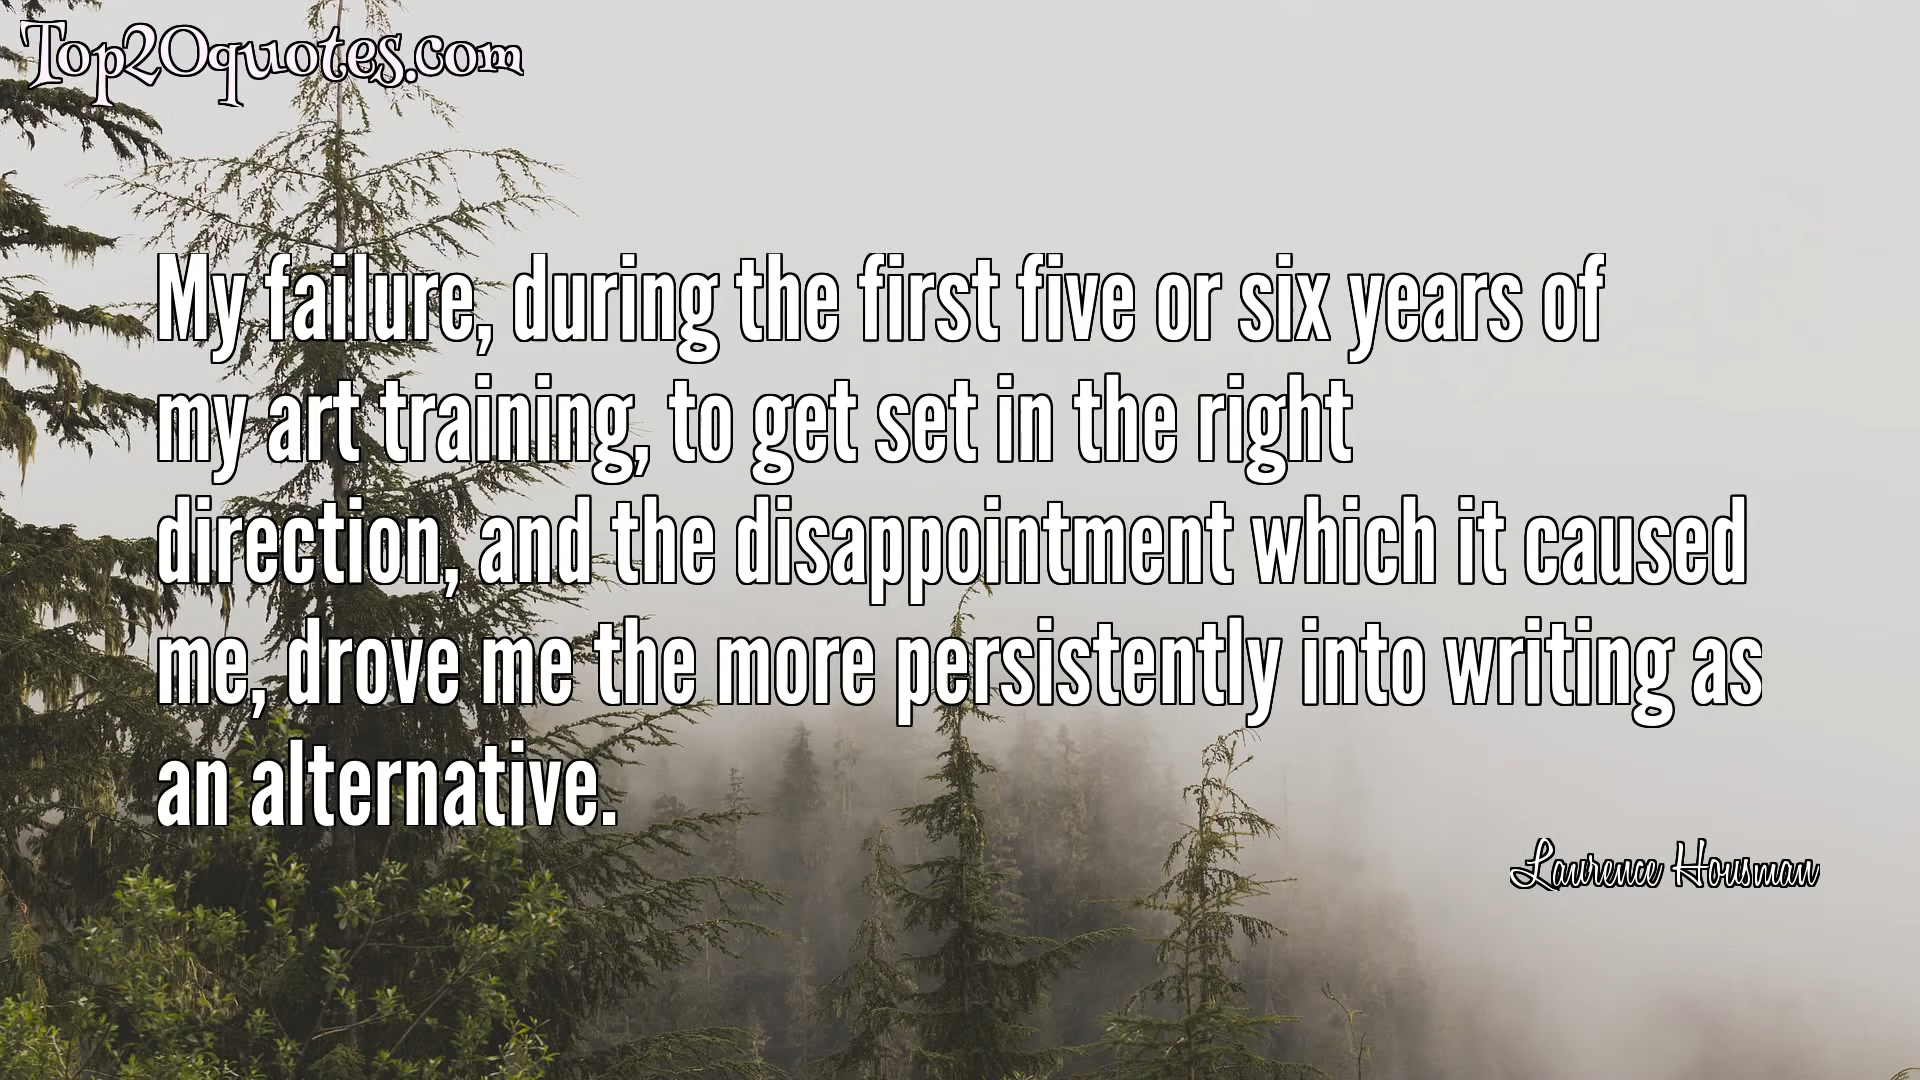 Top20quotes.com
My failure, during the first five or six years of
my art training, to get set in the right
direction, and the disappointment which it caused
me, drove me the more persistently into writing as
an alternative.
Laurence Housman